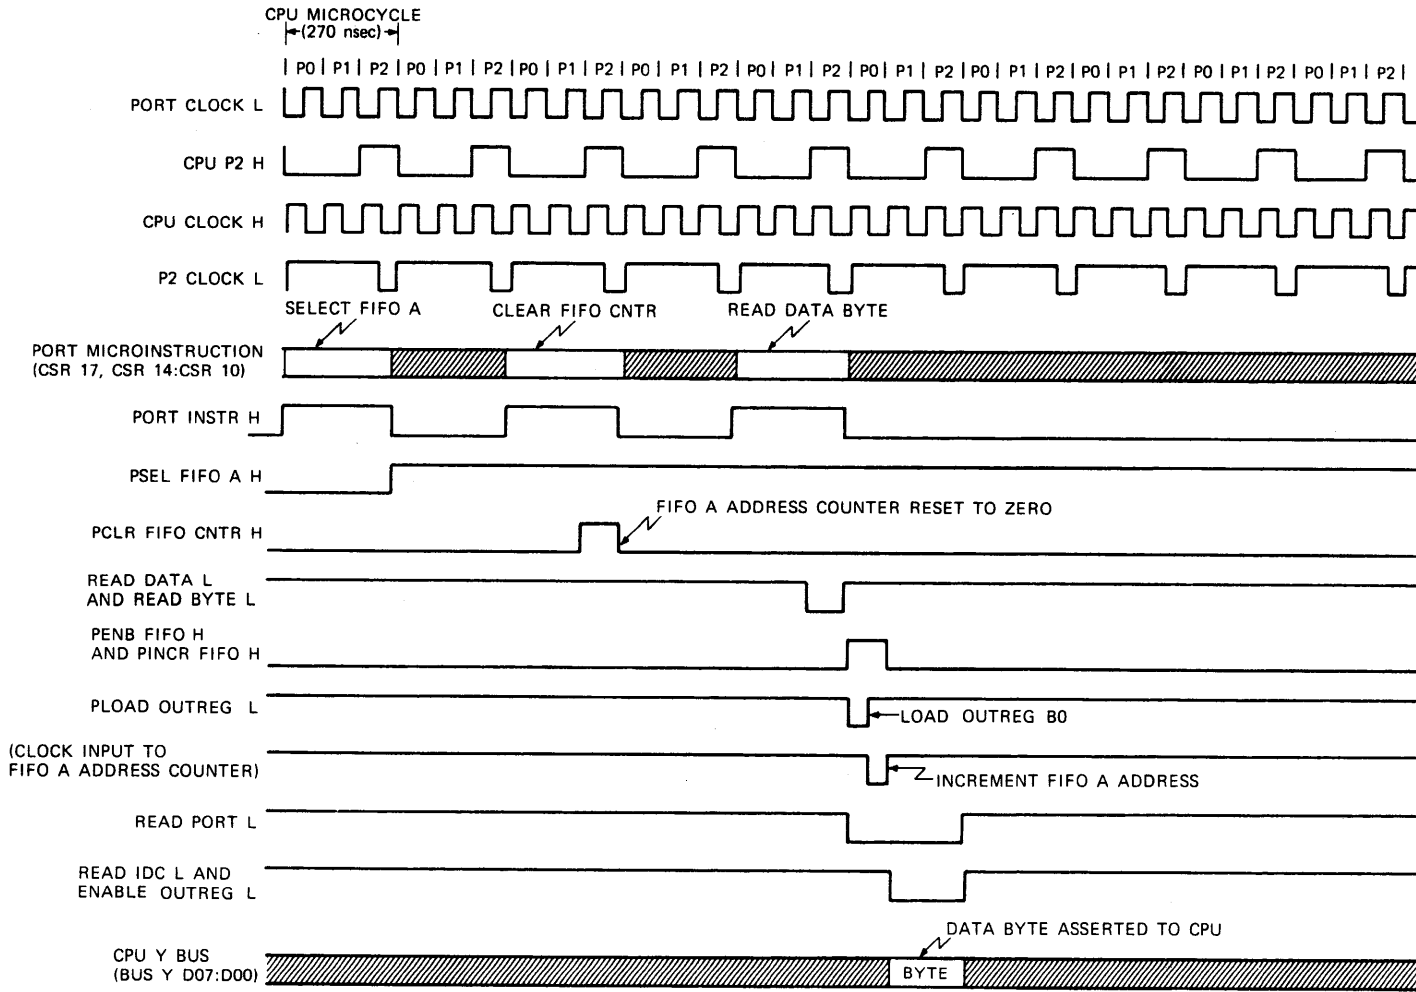 CPU MICROCYCLE
(270 nsec)
| P0 | P1 | P2 | P0 | P1 | P2 | P0 | P1 | P2 | P0 | P1 | P2 | P0 | P1 | P2 | P0 | P1 | P2 | P0 | P1 | P2 | P0 | P1 | P2 | P0 | P1 | P2 | P0 | P1 | P2 |
PORT CLOCK L
CPU P2 H
CPU CLOCK H
P2 CLOCK L
SELECT FIFO A
CLEAR FIFO CNTR
READ DATA BYTE
PORT MICROINSTRUCTION
(CSR 17, CSR 14:CSR 10)
PORT INSTR H
PSEL FIFO A H
FIFO A ADDRESS COUNTER RESET TO ZERO
PCLR FIFO CNTR H
READ DATA L
AND READ BYTE L
PENB FIFO H
AND PINCR FIFO H
PLOAD OUTREG L
LOAD OUTREG B0
(CLOCK INPUT TO
FIFO A ADDRESS COUNTER)
INCREMENT FIFO A ADDRESS
READ PORT L
READ IDC L AND
ENABLE OUTREG L
DATA BYTE ASSERTED TO CPU
CPU Y BUS
(BUS Y D07:D00)
BYTE